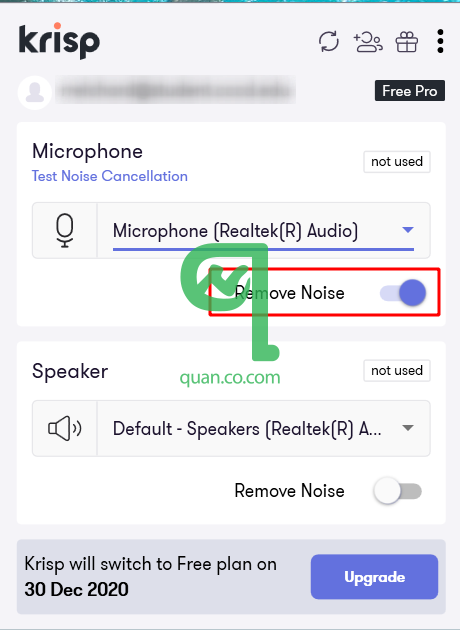 krisp
Free Pro
Microphone
not used
Test Noise Cancellation
Microphone (Realtek(R) Audio)
Remove Noise
quan.co.com
Speaker
not used
Default - Speakers (Realtek(R) A...
Remove Noise
Krisp will switch to Free plan on
30 Dec 2020
Upgrade